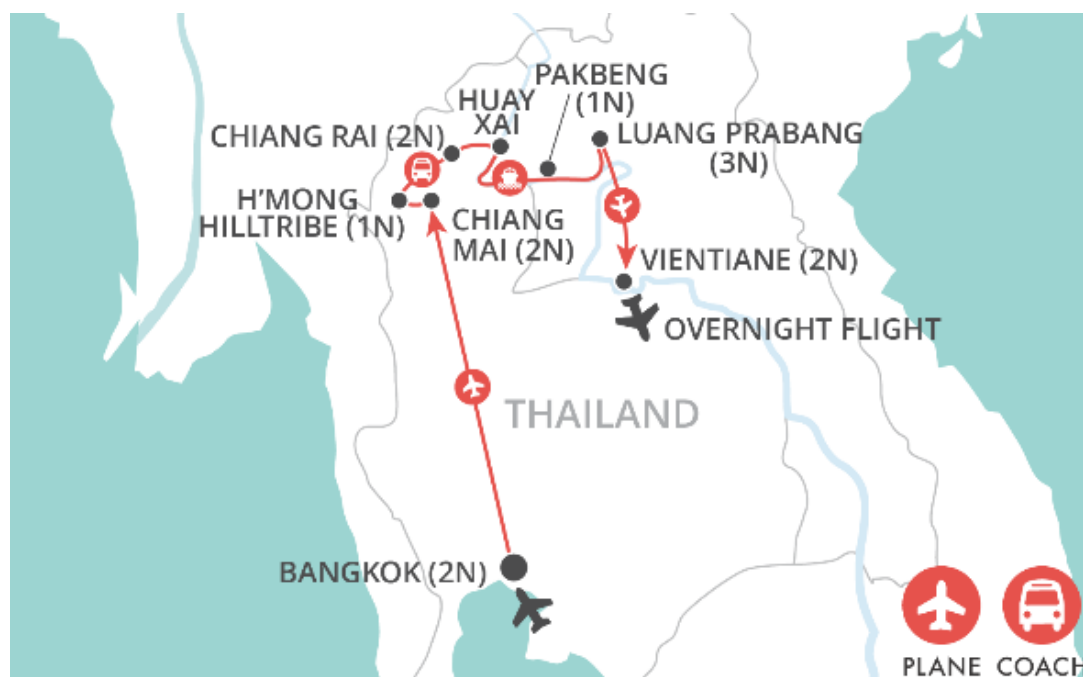 PAKBENG
(1N)
HUAY
XAI
CHIANG RAI (2N)
LUANG PRABANG
(3N)
H'MONG
HILLTRIBE (1N)
CHIANG
MAI (2N)
VIENTIANE (2N)
OVERNIGHT FLIGHT
THAILAND
BANGKOK (2N)
PLANE
COACH